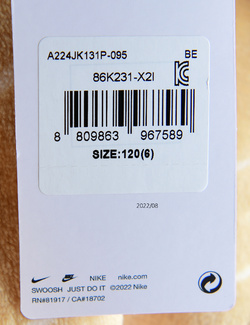 A224JK131P-095 BE
86K231-X2I
8 809863 967589
SIZE:120(6)
2022/08
NIKE nike.com
SWOOSH JUST DO IT ©2022 Nike
RN#81917 / CA#18702